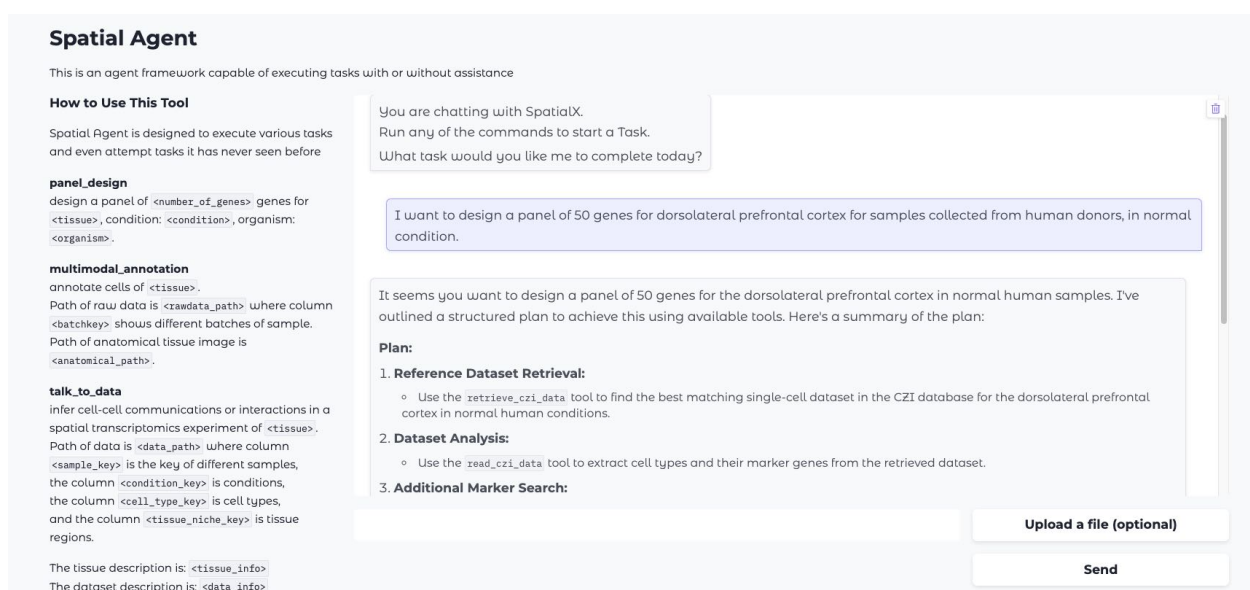 Spatial Agent
This is an agent framework capable of executing tasks with or without assistance
How to Use This Tool
Spatial Agent is designed to execute various tasks
and even attempt tasks it has never seen before
panel_design
design a panel of <number_of_genes> genes for
<tissue>, condition: <condition>, organism:
<organism>.
multimodal_annotation
annotate cells of <tissue>.
Path of raw data is <rawdata_path> where column
<batchkey> shows different batches of sample.
Path of anatomical tissue image is
<anatomical_path>.
talk_to_data
infer cell-cell communications or interactions in a
spatial transcriptomics experiment of <tissue>.
Path of data is <data_path> where column
<sample_key> is the key of different samples,
the column <condition_key> is conditions,
the column <cell_type_key> is cell types,
and the column <tissue_niche_key> is tissue
regions.
The tissue description is: <tissue_info>
The dataset description is: <data_info>
You are chatting with SpatialX.
Run any of the commands to start a Task.
What task would you like me to complete today?
I want to design a panel of 50 genes for dorsolateral prefrontal cortex for samples collected from human donors, in normal
condition.
It seems you want to design a panel of 50 genes for the dorsolateral prefrontal cortex in normal human samples. I've
outlined a structured plan to achieve this using available tools. Here's a summary of the plan:
Plan:
1. Reference Dataset Retrieval:
Use the retrieve_czi_data tool to find the best matching single-cell dataset in the CZI database for the dorsolateral prefrontal
cortex in normal human conditions.
2. Dataset Analysis:
Use the read_czi_data tool to extract cell types and their marker genes from the retrieved dataset.
3. Additional Marker Search:
Upload a file (optional)
Send